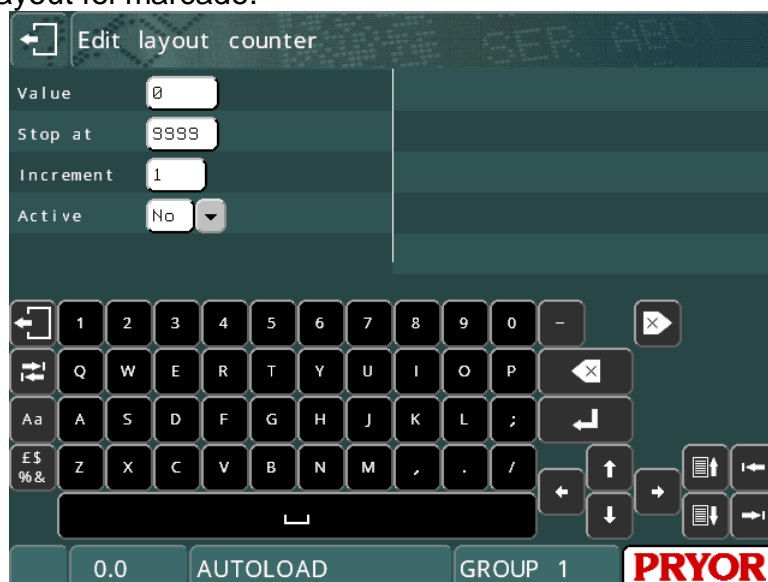 layout for marcado.
Edit layout counter
Value 0
Stop at 9999
Increment 1
Active No
1 2 3 4 5 6 7 8 9 0 -
Q W E R T Y U I O P
Aa A S D F G H J K L ;
£$
%& Z X C V B N M , . /
0.0 AUTOLOAD GROUP 1 PRYOR